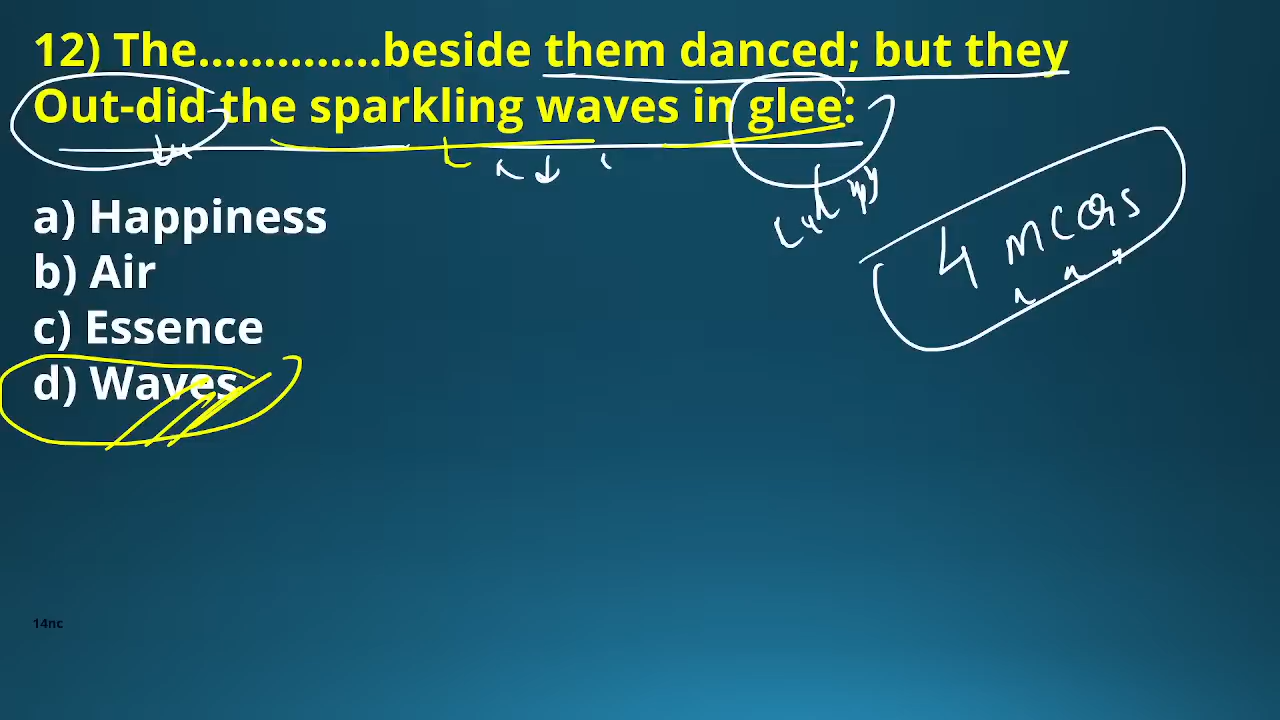 12) The..............beside them danced; but they
Out-did the sparkling waves in glee:
a) Happiness
b) Air
c) Essence
d) Waves
4 MCQs
14nc